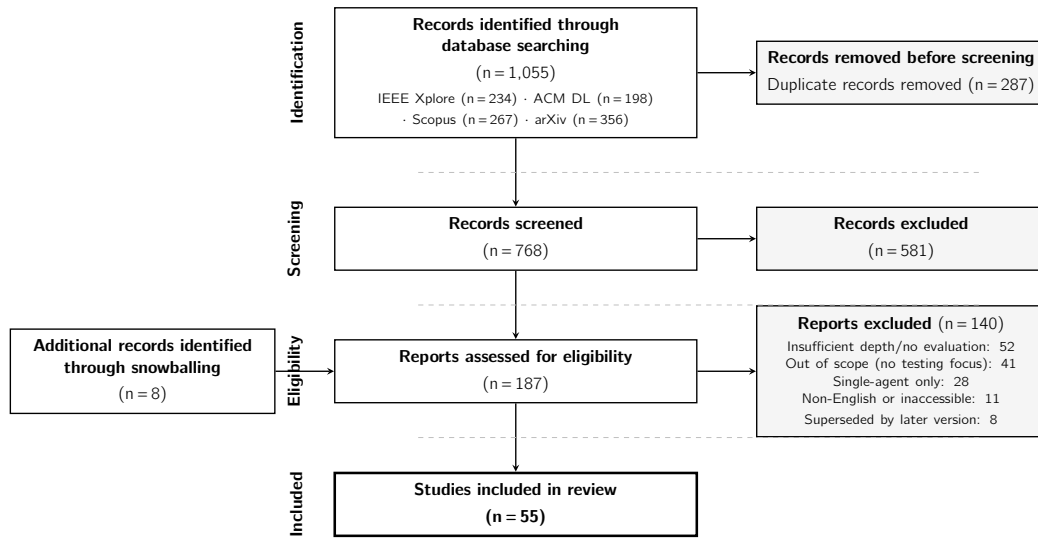 Identification
Records identified through
database searching
(n = 1,055)
IEEE Xplore (n = 234) · ACM DL (n = 198)
· Scopus (n = 267) · arXiv (n = 356)
Records removed before screening
Duplicate records removed (n = 287)
Screening
Records screened
(n = 768)
Records excluded
(n = 581)
Eligibility
Additional records identified
through snowballing
(n = 8)
Reports assessed for eligibility
(n = 187)
Reports excluded (n = 140)
Insufficient depth/no evaluation: 52
Out of scope (no testing focus): 41
Single-agent only: 28
Non-English or inaccessible: 11
Superseded by later version: 8
Included
Studies included in review
(n = 55)